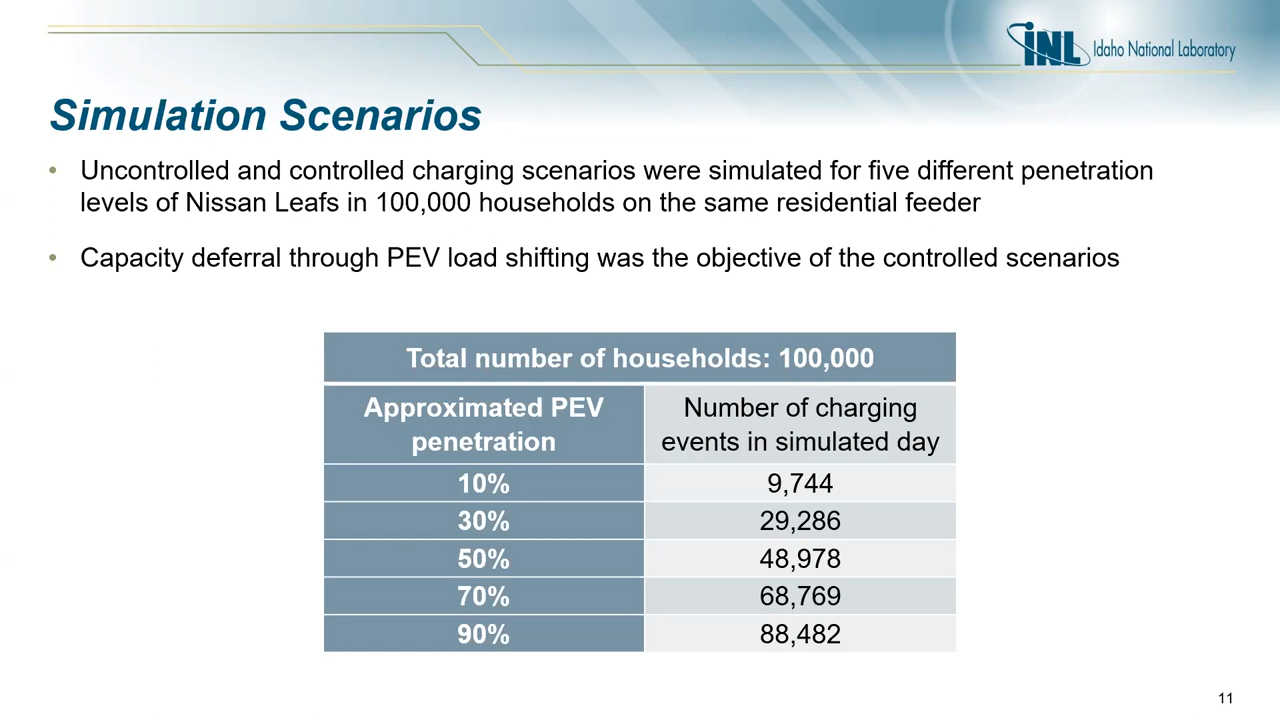 INL Idaho National Laboratory
Simulation Scenarios
• Uncontrolled and controlled charging scenarios were simulated for five different penetration
levels of Nissan Leafs in 100,000 households on the same residential feeder
• Capacity deferral through PEV load shifting was the objective of the controlled scenarios
Total number of households: 100,000
Approximated PEV
penetration
Number of charging
events in simulated day
10% 9,744
30% 29,286
50% 48,978
70% 68,769
90% 88,482
11